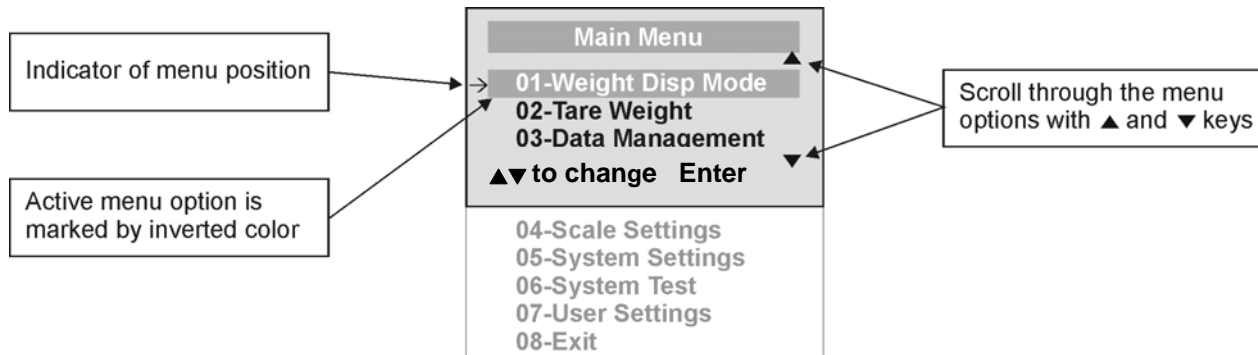 Main Menu
▲
Indicator of menu position
→ 01-Weight Disp Mode
02-Tare Weight
03-Data Management
▼
▲▼ to change Enter
Scroll through the menu
options with ▲ and ▼ keys
Active menu option is
marked by inverted color
04-Scale Settings
05-System Settings
06-System Test
07-User Settings
08-Exit